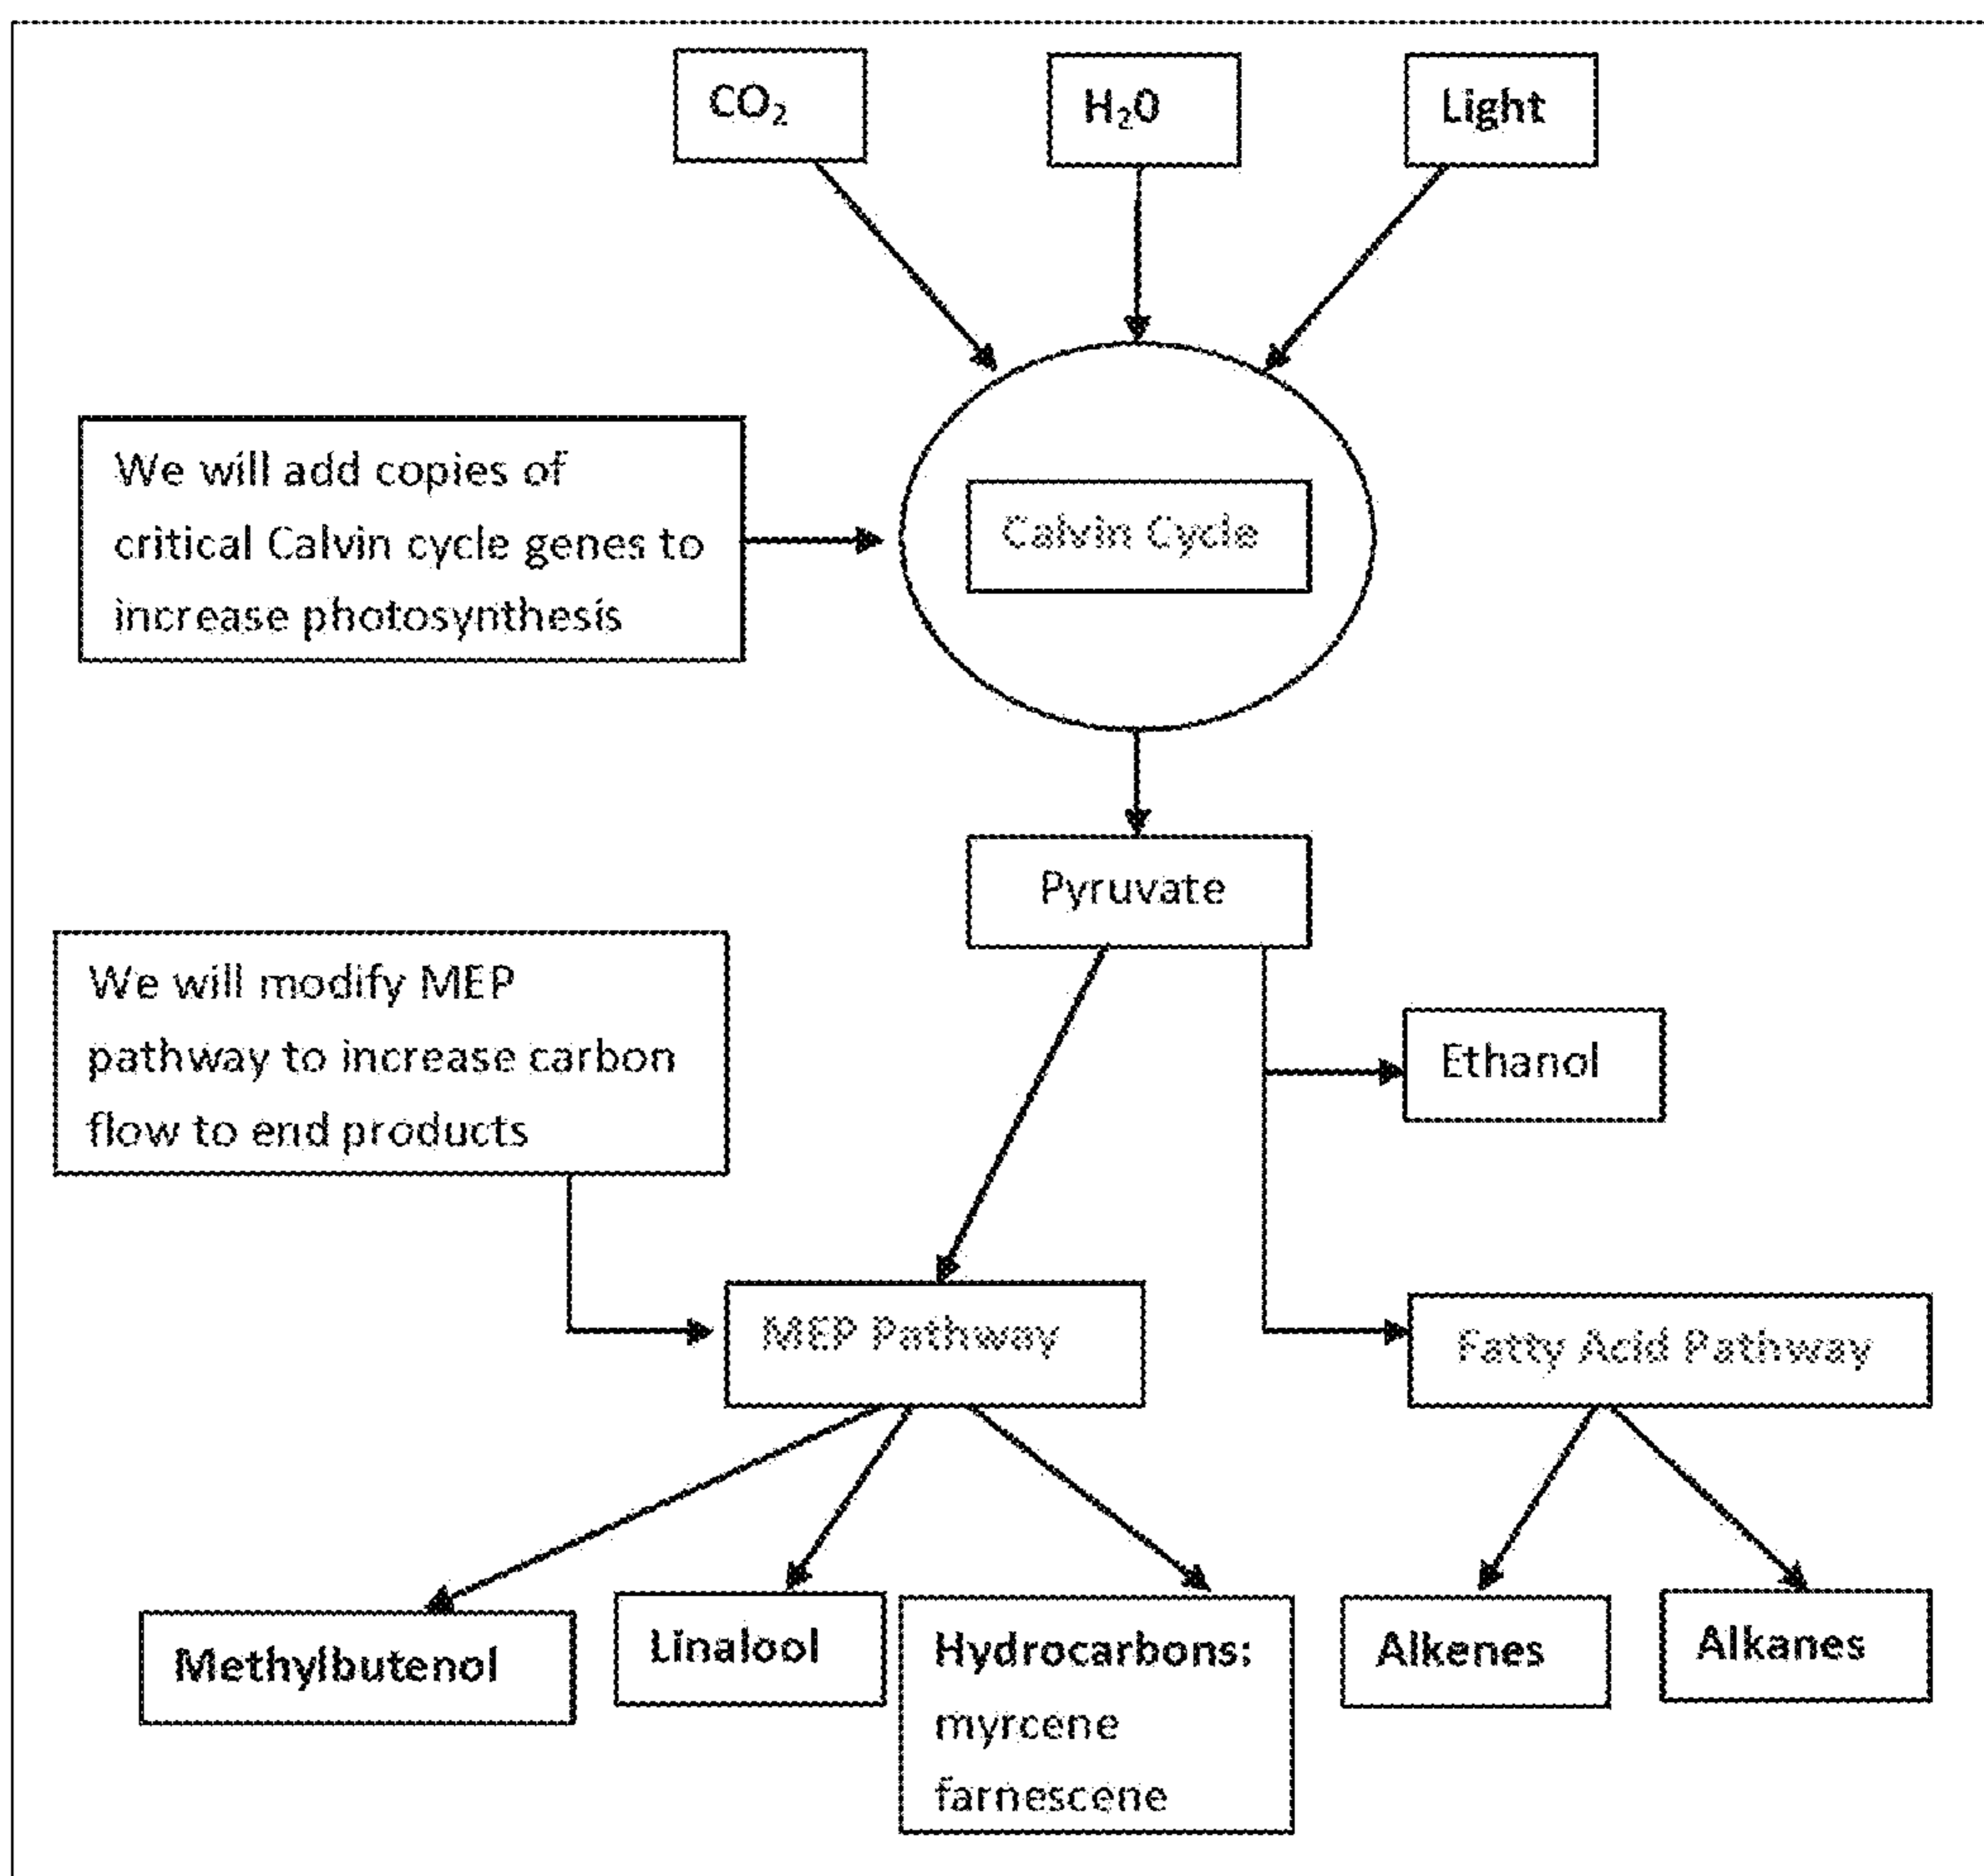 CO₂
H₂0
Light
We will add copies of
critical Calvin cycle genes to
increase photosynthesis
Calvin Cycle
Pyruvate
We will modify MEP
pathway to increase carbon
flow to end products
Ethanol
MEP Pathway
Fatty Acid Pathway
Methylbutenol
Linalool
Hydrocarbons:
myrcene
farnescene
Alkenes
Alkanes